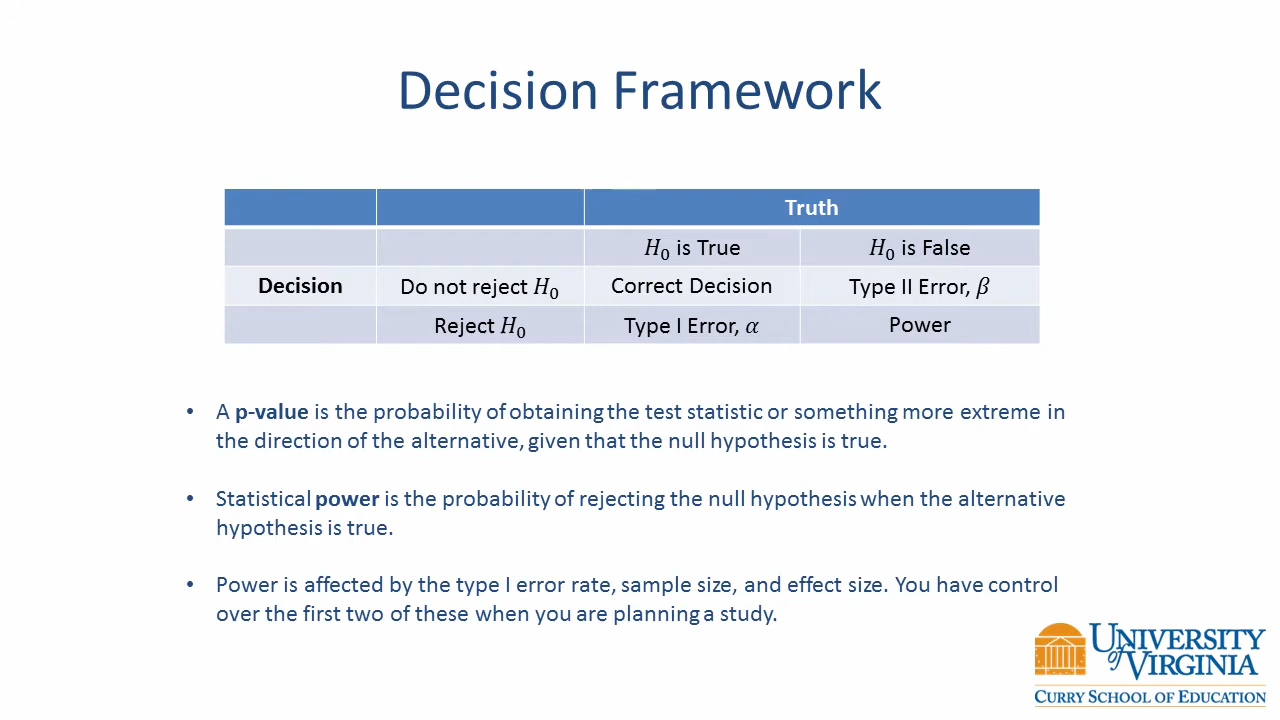 Decision Framework
Truth
H₀ is True H₀ is False
Decision Do not reject H₀ Correct Decision Type II Error, β
Reject H₀ Type I Error, α Power
• A p-value is the probability of obtaining the test statistic or something more extreme in
the direction of the alternative, given that the null hypothesis is true.
• Statistical power is the probability of rejecting the null hypothesis when the alternative
hypothesis is true.
• Power is affected by the type I error rate, sample size, and effect size. You have control
over the first two of these when you are planning a study.
UNIVERSITY
of VIRGINIA
CURRY SCHOOL OF EDUCATION